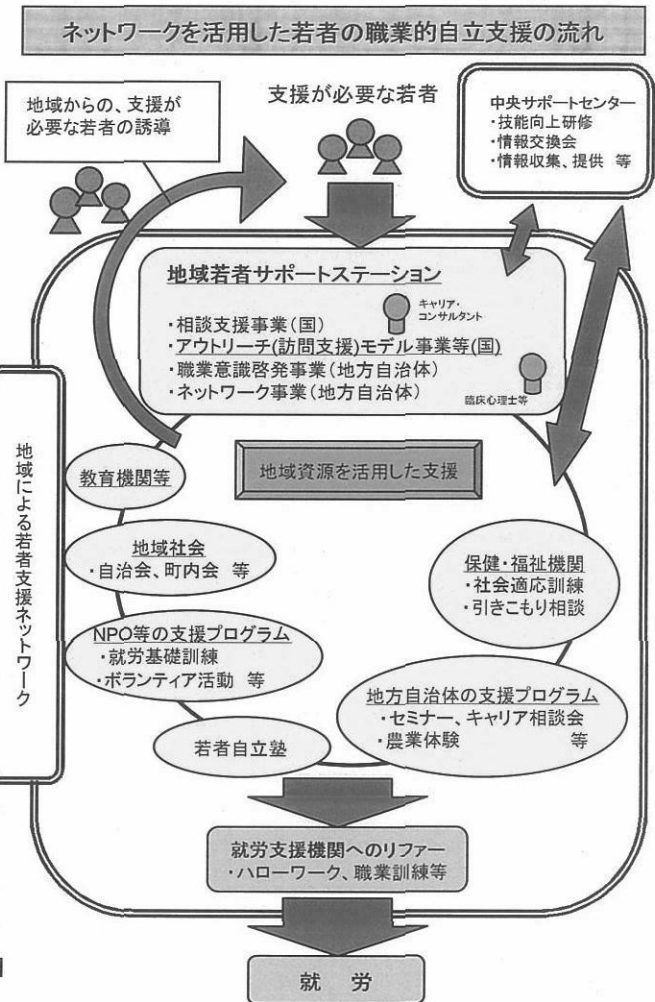 ネットワークを活用した若者の職業的自立支援の流れ
地域からの、支援が
必要な若者の誘導
支援が必要な若者
中央サポートセンター
・技能向上研修
・情報交換会
・情報収集、提供 等
地域若者サポートステーション
キャリア・
コンサルタント
・相談支援事業(国)
・アウトリーチ(訪問支援)モデル事業等(国)
・職業意識啓発事業(地方自治体)
・ネットワーク事業(地方自治体)
臨床心理士等
地域による若者支援ネットワーク
地域資源を活用した支援
教育機関等
地域社会
・自治会、町内会 等
NPO等の支援プログラム
・就労基礎訓練
・ボランティア活動 等
若者自立塾
保健・福祉機関
・社会適応訓練
・引きこもり相談
地方自治体の支援プログラム
・セミナー、キャリア相談会
・農業体験 等
就労支援機関へのリファー
・ハローワーク、職業訓練等
就 労